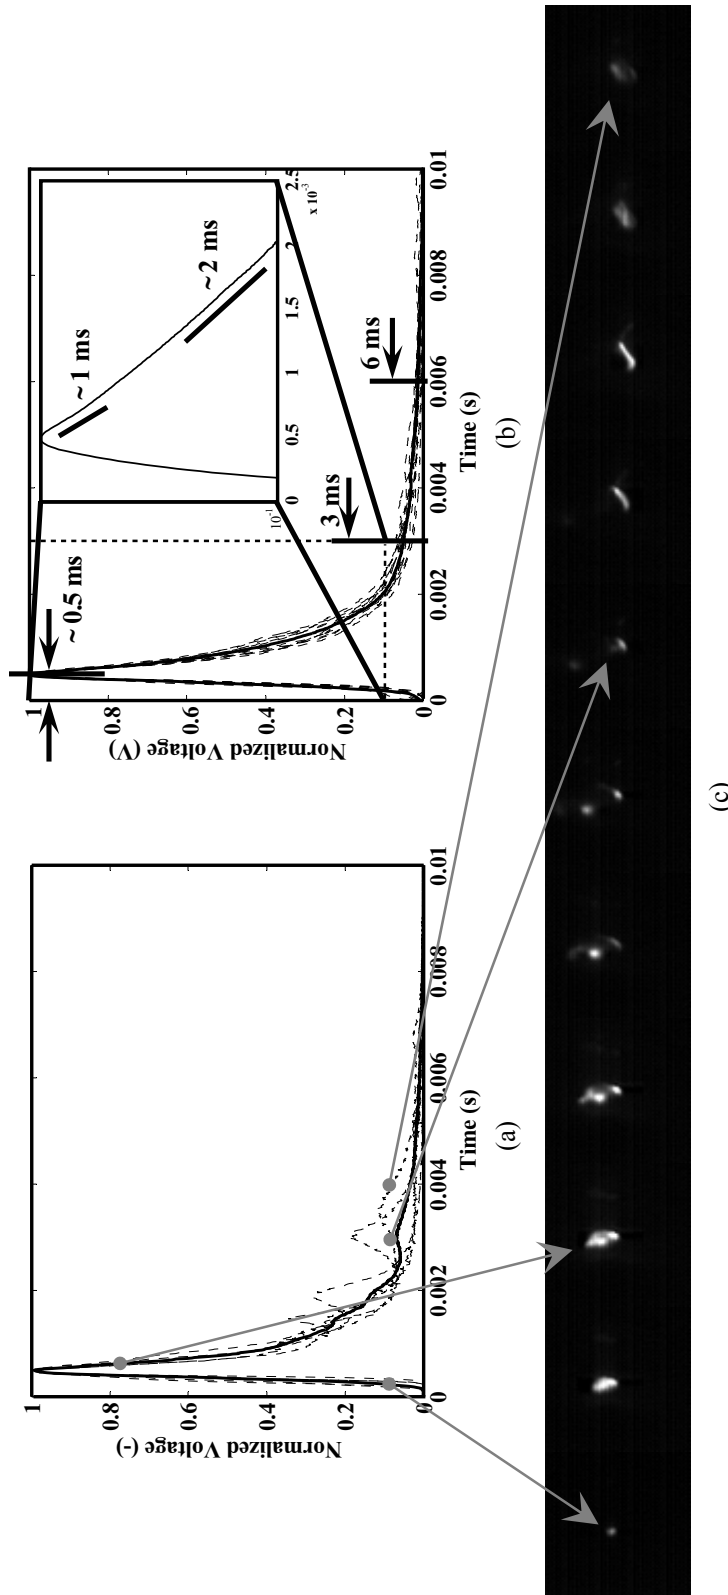 1
0.8
0.6
0.4
0.2
0
Normalized Voltage (-)
0
0.002
0.004
0.006
0.008
0.01
Time (s)
(a)
1
0.8
0.6
0.4
0.2
0
Normalized Voltage (V)
~ 0.5 ms
3 ms
6 ms
~ 1 ms
~ 2 ms
10⁻¹
0
0.5
1
1.5
2
2.5
x 10⁻³
0
0.002
0.004
0.006
0.008
0.01
Time (s)
(b)
(c)